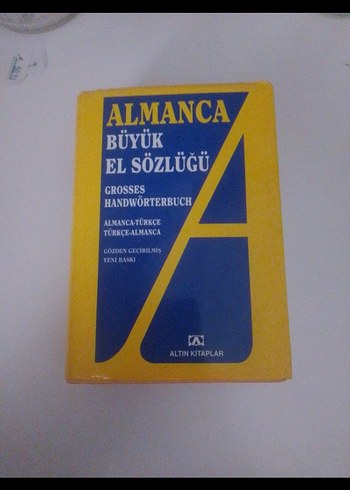 ALMANCA
BÜYÜK
EL SÖZLÜĞÜ
GROSSES
HANDWÖRTERBUCH
ALMANCA-TÜRKÇE
TÜRKÇE-ALMANCA
GÖZDEN GEÇİRİLMİŞ
YENİ BASKI
ALTIN KİTAPLAR